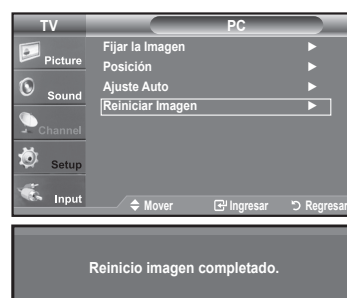 TV
PC
Picture
Sound
Channel
Setup
Input
Fijar la Imagen
Posición
Ajuste Auto
Reiniciar Imagen
Mover Ingresar Regresar
Reinicio imagen completado.